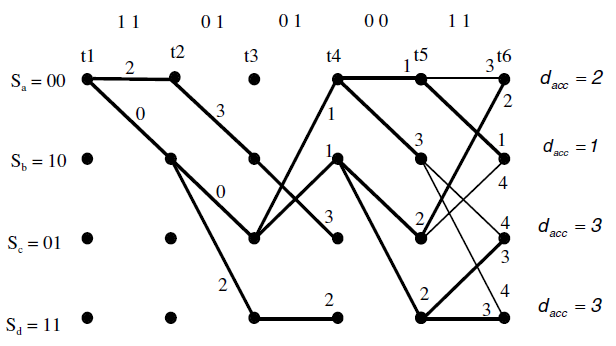 1 1 0 1 0 1 0 0 1 1
t1 t2 t3 t4 t5 t6
Sa = 00 2 1 3 dacc = 2
2
0 3 1
Sb = 10 1 3 1 dacc = 1
4
0
3 2 4
Sc = 01 dacc = 3
3
2 2 2 4
3
Sd = 11 dacc = 3